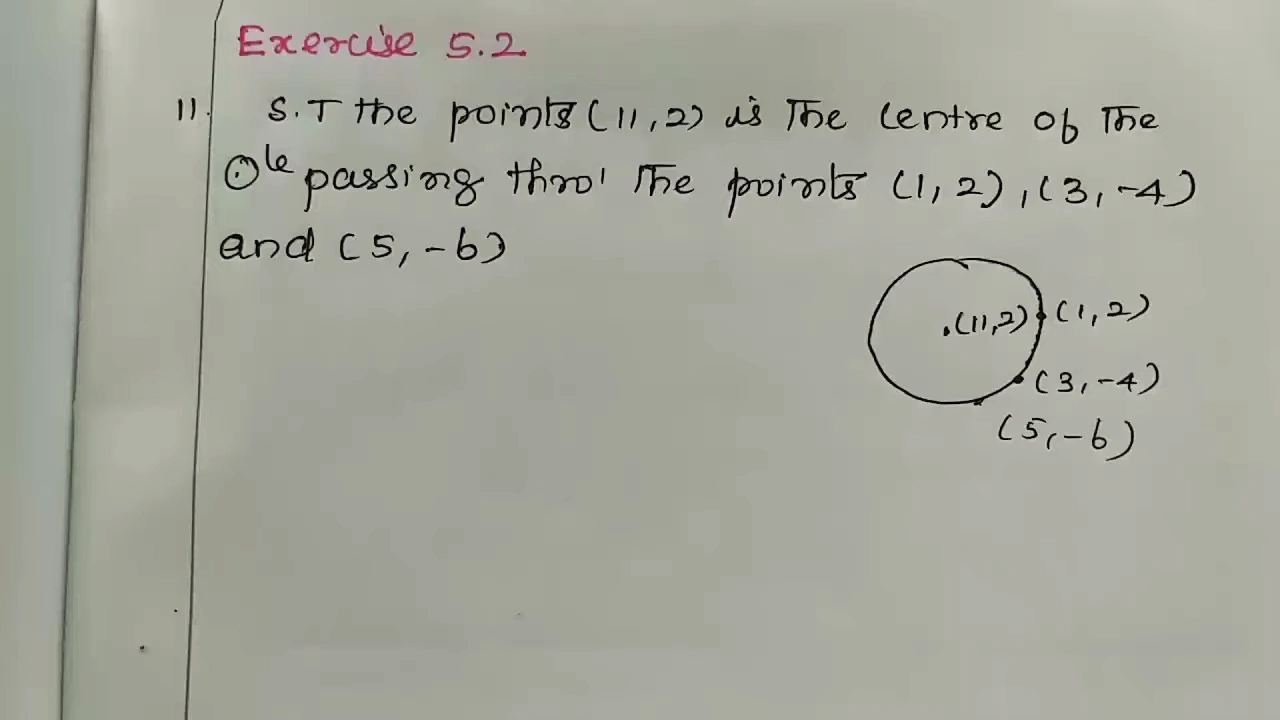 Exercise 5.2
11. S.T the points (11,2) is The centre of The
⊙le passing thro' The points (1,2), (3,-4)
and (5,-6)
.(11,2) (1,2)
(3,-4)
(5,-6)